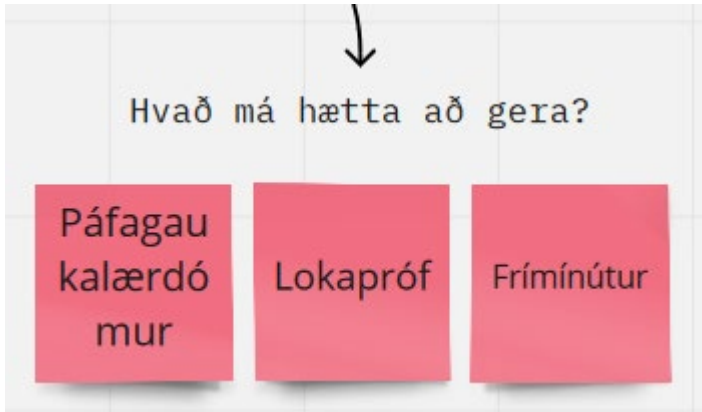 Hvað má hætta að gera?
Páfagau
kalærdó
mur
Lokapróf
Frímínútur